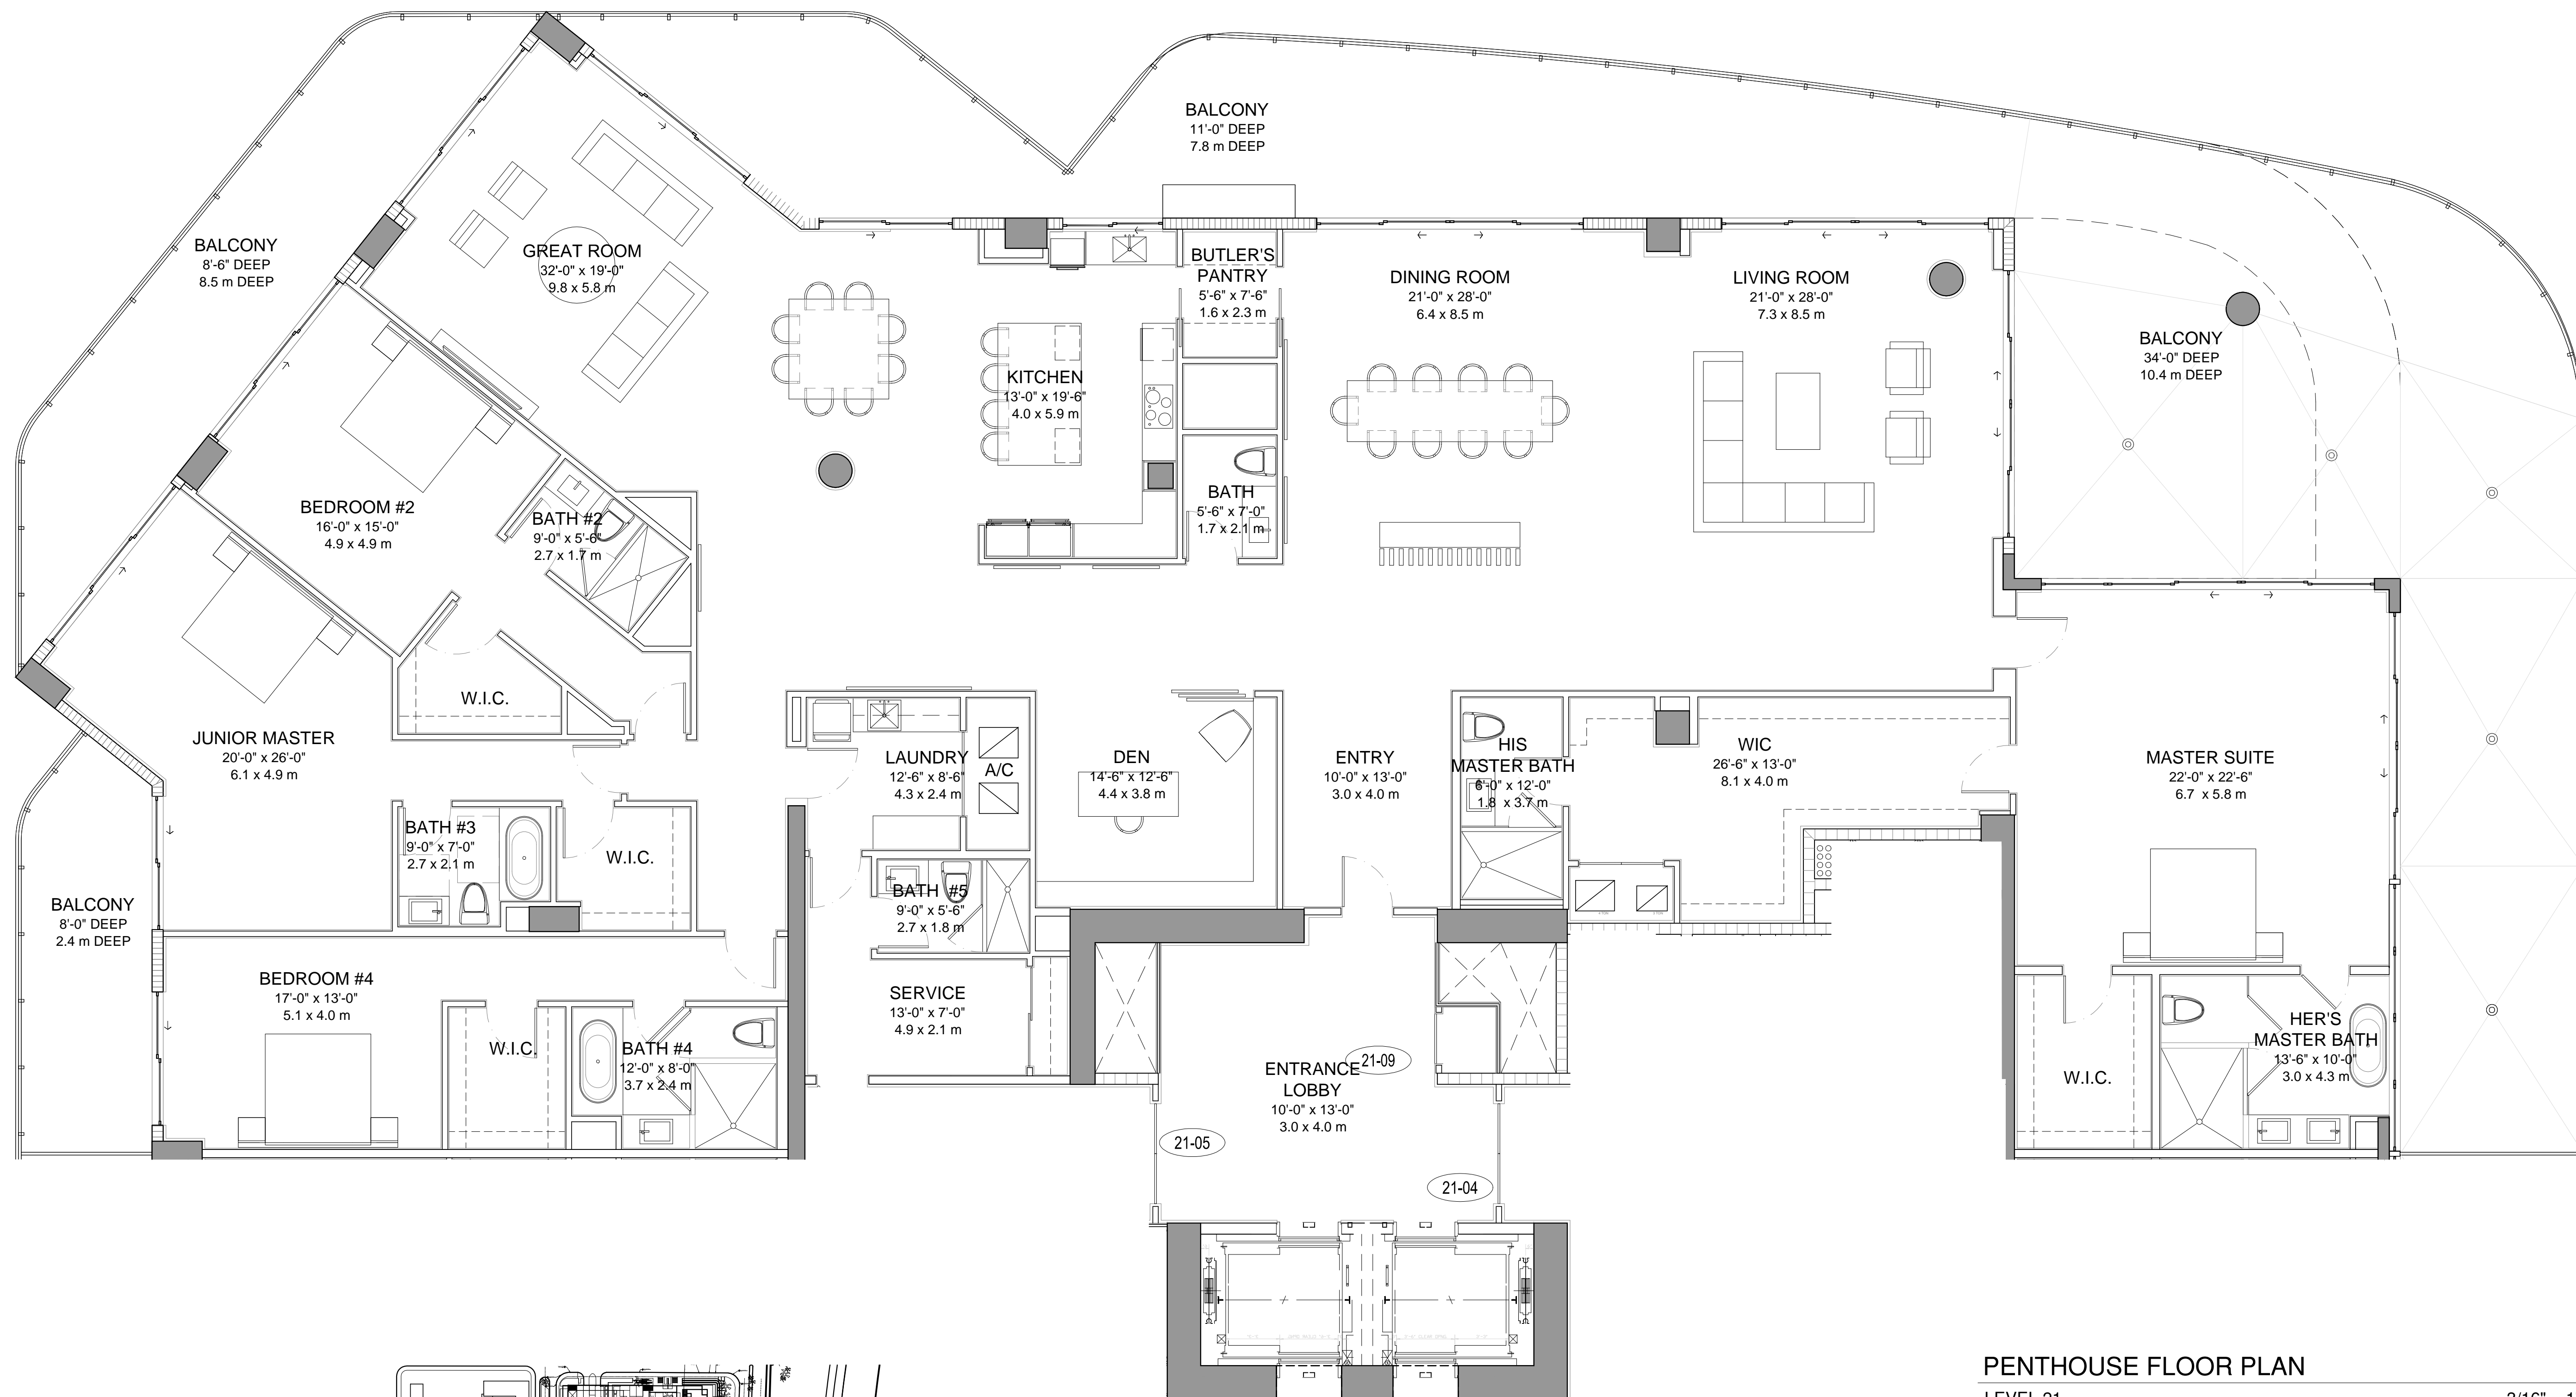 BALCONY
11'-0" DEEP
7.8 m DEEP
BALCONY
8'-6" DEEP
8.5 m DEEP
GREAT ROOM
32'-0" x 19'-0"
9.8 x 5.8 m
BUTLER'S
PANTRY
5'-6" x 7'-6"
1.6 x 2.3 m
DINING ROOM
21'-0" x 28'-0"
6.4 x 8.5 m
LIVING ROOM
21'-0" x 28'-0"
7.3 x 8.5 m
BALCONY
34'-0" DEEP
10.4 m DEEP
KITCHEN
13'-0" x 19'-6"
4.0 x 5.9 m
BEDROOM #2
16'-0" x 15'-0"
4.9 x 4.9 m
BATH #2
9'-0" x 5'-6"
2.7 x 1.7 m
BATH
5'-6" x 7'-0"
1.7 x 2.1 m
W.I.C.
JUNIOR MASTER
20'-0" x 26'-0"
6.1 x 4.9 m
LAUNDRY
12'-6" x 8'-6"
4.3 x 2.4 m
A/C
DEN
14'-6" x 12'-6"
4.4 x 3.8 m
ENTRY
10'-0" x 13'-0"
3.0 x 4.0 m
HIS
MASTER BATH
6'-0" x 12'-0"
1.8 x 3.7 m
WIC
26'-6" x 13'-0"
8.1 x 4.0 m
MASTER SUITE
22'-0" x 22'-6"
6.7 x 5.8 m
BATH #3
9'-0" x 7'-0"
2.7 x 2.1 m
W.I.C.
BALCONY
8'-0" DEEP
2.4 m DEEP
BATH #5
9'-0" x 5'-6"
2.7 x 1.8 m
BEDROOM #4
17'-0" x 13'-0"
5.1 x 4.0 m
W.I.C.
BATH #4
12'-0" x 8'-0"
3.7 x 2.4 m
SERVICE
13'-0" x 7'-0"
4.9 x 2.1 m
ENTRANCE
LOBBY
10'-0" x 13'-0"
3.0 x 4.0 m
21-09
21-05
21-04
W.I.C.
HER'S
MASTER BATH
13'-6" x 10'-0"
3.0 x 4.3 m
PENTHOUSE FLOOR PLAN
LEVEL 21